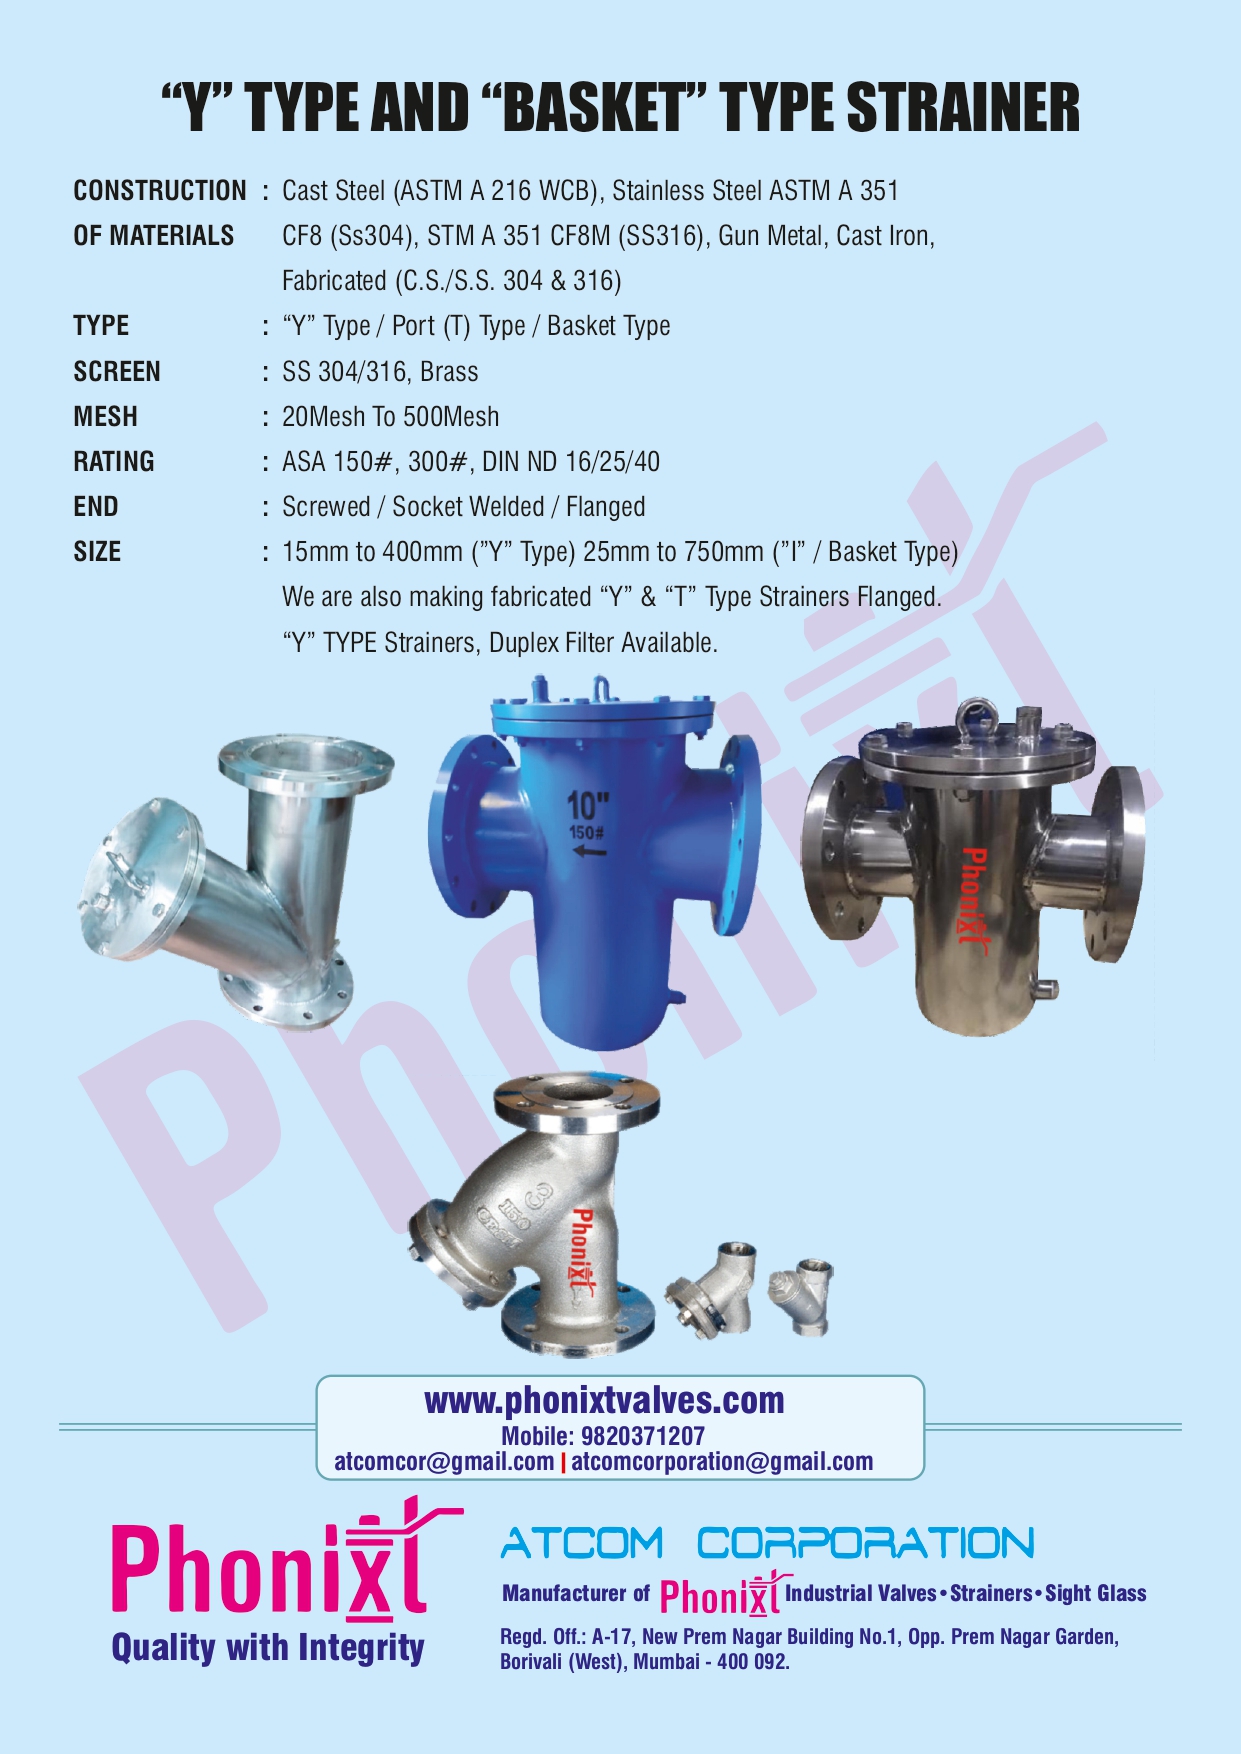 “Y” TYPE AND “BASKET” TYPE STRAINER
CONSTRUCTION : Cast Steel (ASTM A 216 WCB), Stainless Steel ASTM A 351
OF MATERIALS CF8 (Ss304), STM A 351 CF8M (SS316), Gun Metal, Cast Iron,
Fabricated (C.S./S.S. 304 & 316)
TYPE : “Y” Type / Port (T) Type / Basket Type
SCREEN : SS 304/316, Brass
MESH : 20Mesh To 500Mesh
RATING : ASA 150#, 300#, DIN ND 16/25/40
END : Screwed / Socket Welded / Flanged
SIZE : 15mm to 400mm (”Y” Type) 25mm to 750mm (”I” / Basket Type)
We are also making fabricated “Y” & “T” Type Strainers Flanged.
“Y” TYPE Strainers, Duplex Filter Available.
Phonixt
10"
150#
Phonixt
3
150
CF8M
Phonixt
www.phonixtvalves.com
Mobile: 9820371207
atcomcor@gmail.com | atcomcorporation@gmail.com
Phonixt
Quality with Integrity
ATCOM CORPORATION
Manufacturer of Phonixt Industrial Valves • Strainers • Sight Glass
Regd. Off.: A-17, New Prem Nagar Building No.1, Opp. Prem Nagar Garden,
Borivali (West), Mumbai - 400 092.